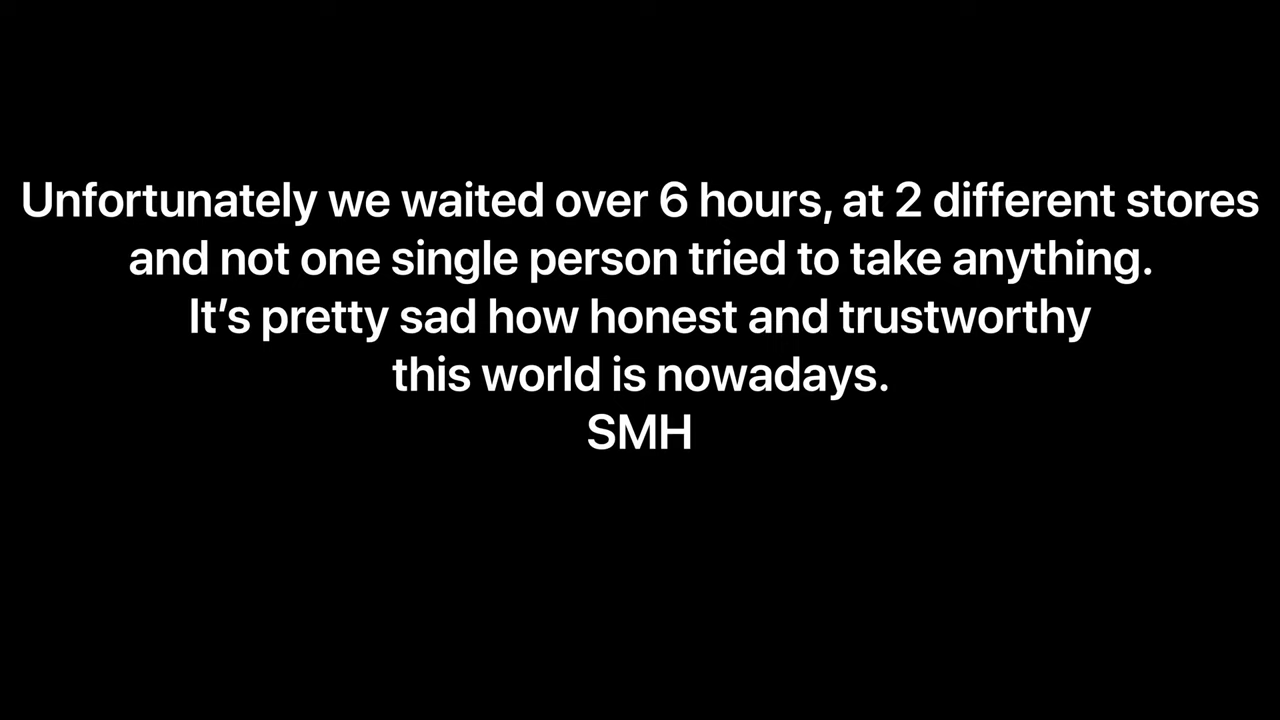 Unfortunately we waited over 6 hours, at 2 different stores
and not one single person tried to take anything.
It’s pretty sad how honest and trustworthy
this world is nowadays.
SMH